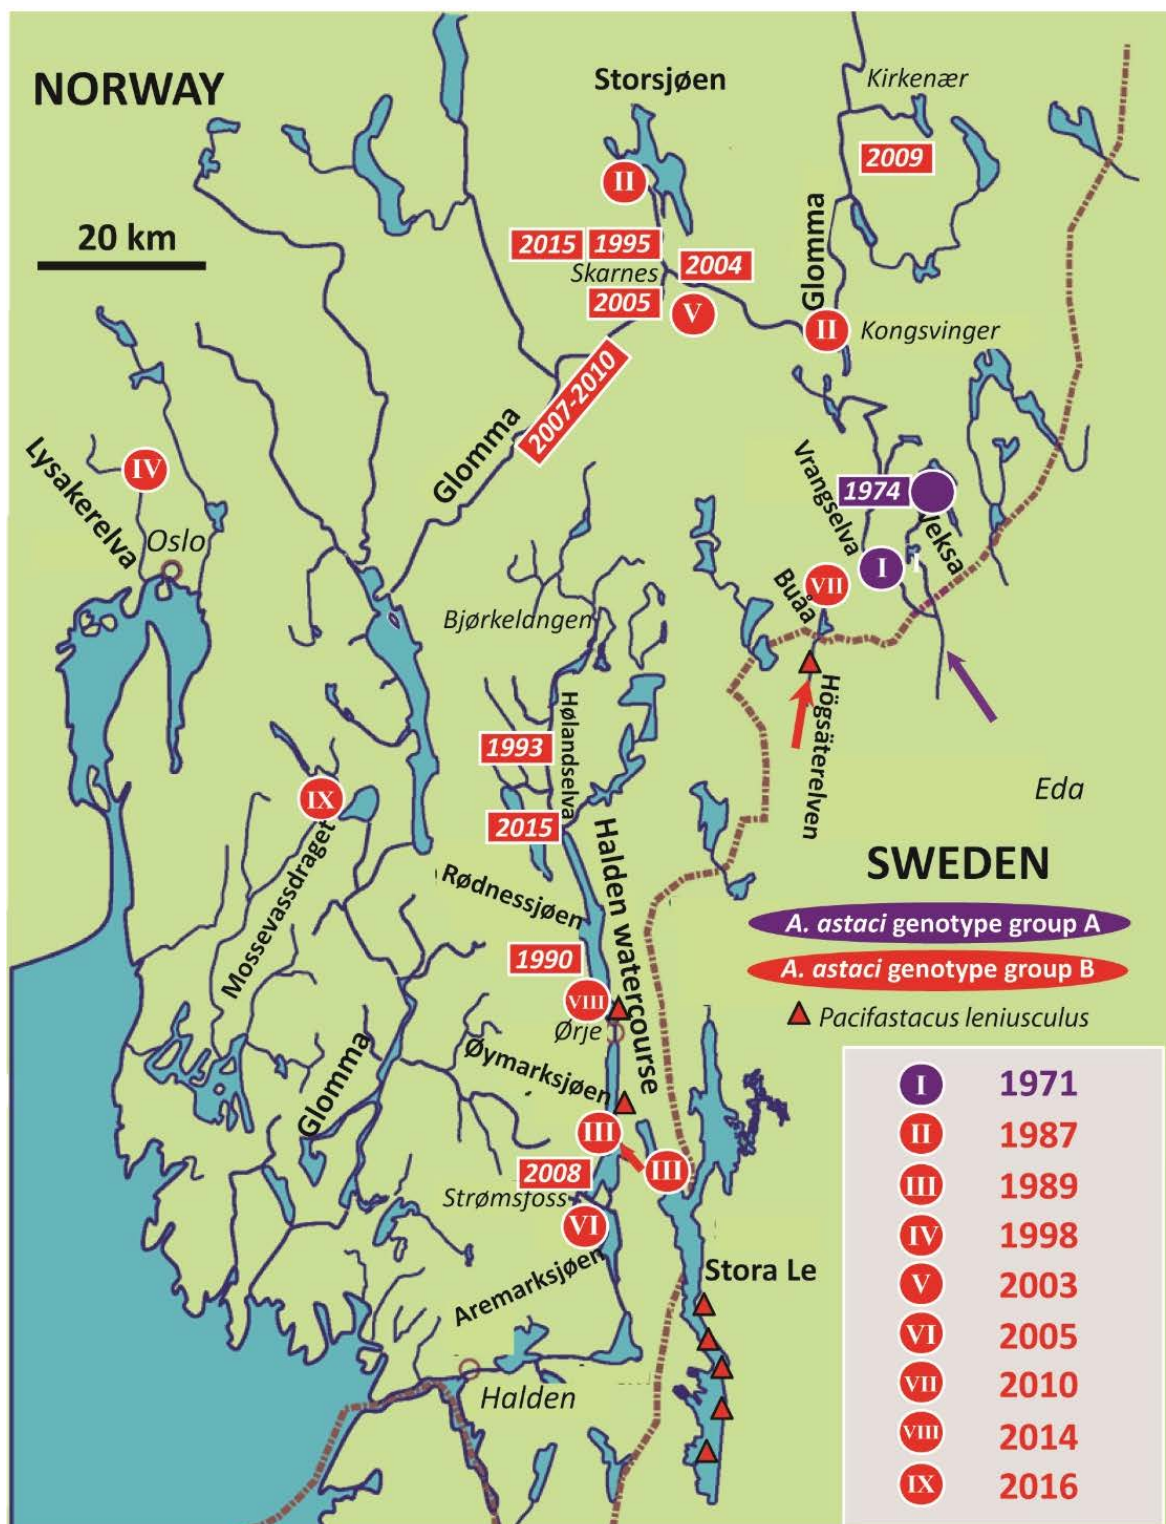 NORWAY
Storsjøen
Kirkenær
2009
II
20 km
2015
1995
Skarnes
2004
2005
V
Glomma
II
Kongsvinger
2007-2010
Glomma
Lysakerelva
IV
Oslo
Vrangselva
1974
Veksa
I
I
VII
Buåa
Bjørkelangen
Högsäterelven
Hølandselva
1993
Eda
IX
2015
Halden watercourse
SWEDEN
Mossevassdraget
Rødnessjøen
A. astaci genotype group A
A. astaci genotype group B
Pacifastacus leniusculus
1990
VIII
Ørje
Glomma
Øymarksjøen
III
III
2008
Strømsfoss
VI
Aremarksjøen
Stora Le
Halden
I 1971
II 1987
III 1989
IV 1998
V 2003
VI 2005
VII 2010
VIII 2014
IX 2016